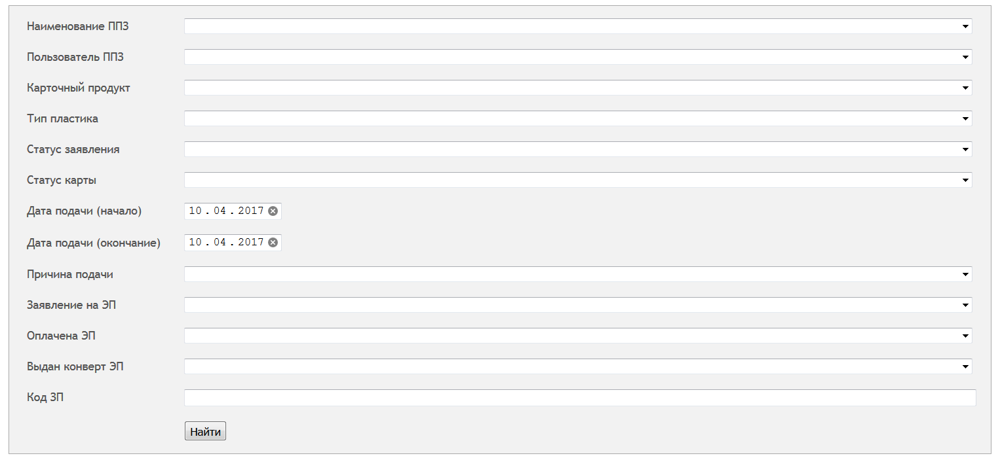 Наименование ППЗ
Пользователь ППЗ
Карточный продукт
Тип пластика
Статус заявления
Статус карты
Дата подачи (начало) 10.04.2017
Дата подачи (окончание) 10.04.2017
Причина подачи
Заявление на ЭП
Оплачена ЭП
Выдан конверт ЭП
Код ЗП
Найти